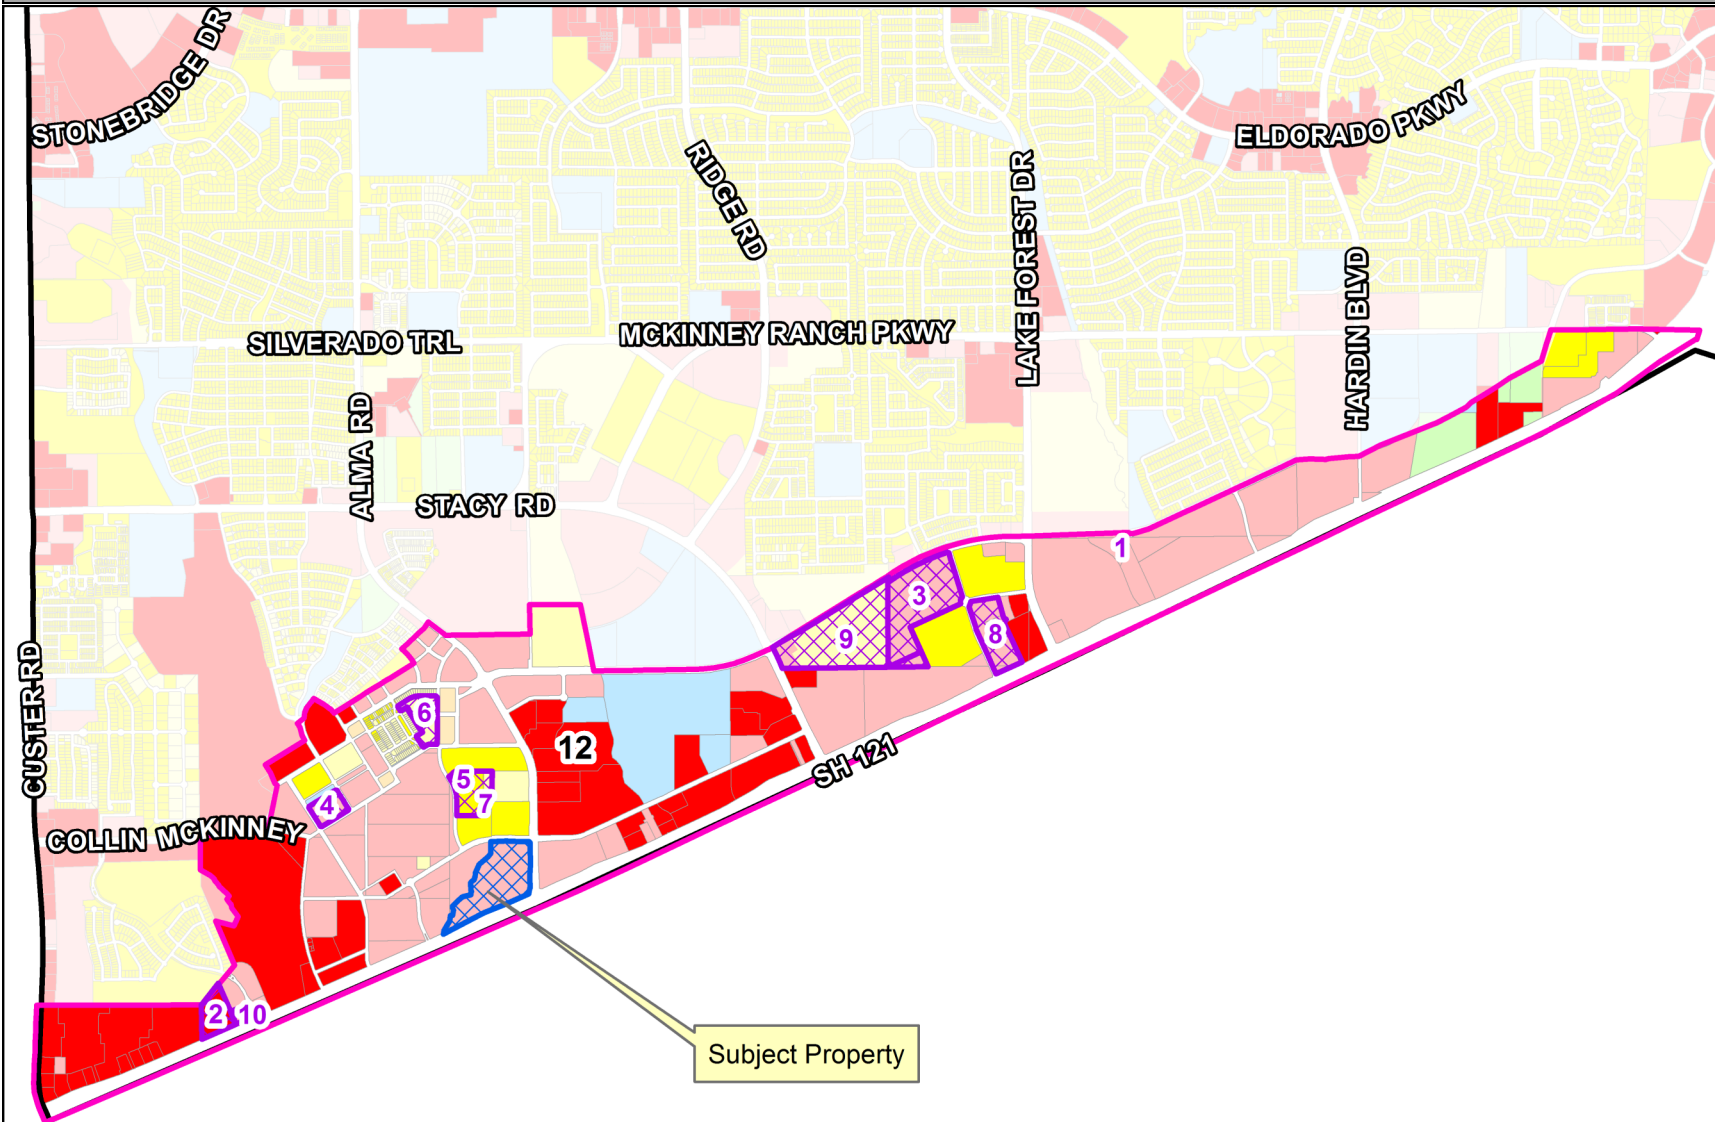 STONEBRIDGE DR
ELDORADO PKWY
RIDGE RD
LAKE FOREST DR
HARDIN BLVD
SILVERADO TRL
MCKINNEY RANCH PKWY
ALMA RD
STACY RD
1
3
9
8
CUSTER RD
6
12
SH 121
5
7
4
COLLIN MCKINNEY
2
10
Subject Property